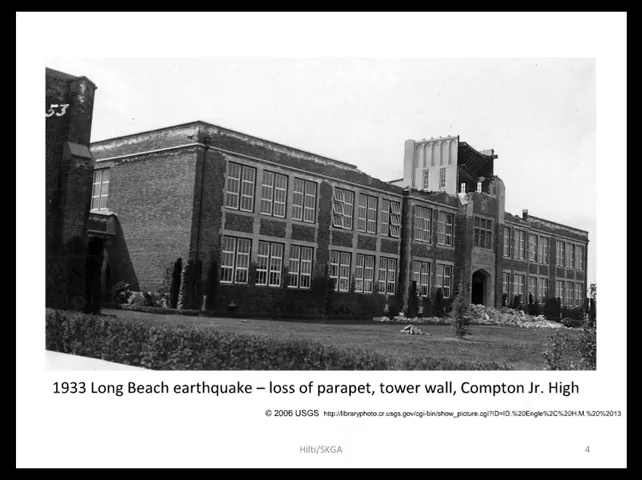 53
1933 Long Beach earthquake – loss of parapet, tower wall, Compton Jr. High
© 2006 USGS http://libraryphoto.cr.usgs.gov/cgi-bin/show_picture.cgi?ID=ID.%20Engle%2C%20H.M.%20%2013
Hilti/SKGA 4